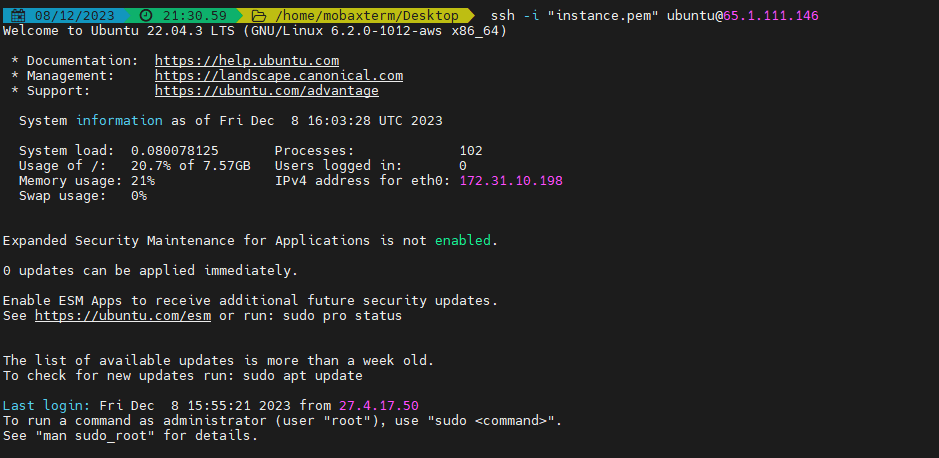 08/12/2023 21:30.59 /home/mobaxterm/Desktop ssh -i "instance.pem" ubuntu@65.1.111.146
Welcome to Ubuntu 22.04.3 LTS (GNU/Linux 6.2.0-1012-aws x86_64)
* Documentation: https://help.ubuntu.com
* Management: https://landscape.canonical.com
* Support: https://ubuntu.com/advantage
System information as of Fri Dec 8 16:03:28 UTC 2023
System load: 0.080078125 Processes: 102
Usage of /: 20.7% of 7.57GB Users logged in: 0
Memory usage: 21% IPv4 address for eth0: 172.31.10.198
Swap usage: 0%
Expanded Security Maintenance for Applications is not enabled.
0 updates can be applied immediately.
Enable ESM Apps to receive additional future security updates.
See https://ubuntu.com/esm or run: sudo pro status
The list of available updates is more than a week old.
To check for new updates run: sudo apt update
Last login: Fri Dec 8 15:55:21 2023 from 27.4.17.50
To run a command as administrator (user "root"), use "sudo <command>".
See "man sudo_root" for details.